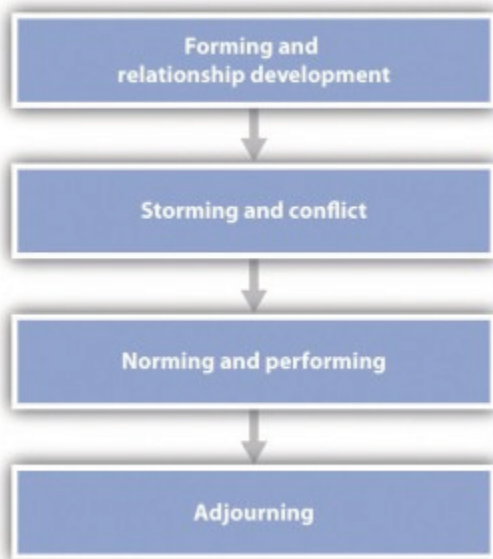 Forming and
relationship development
Storming and conflict
Norming and performing
Adjourning